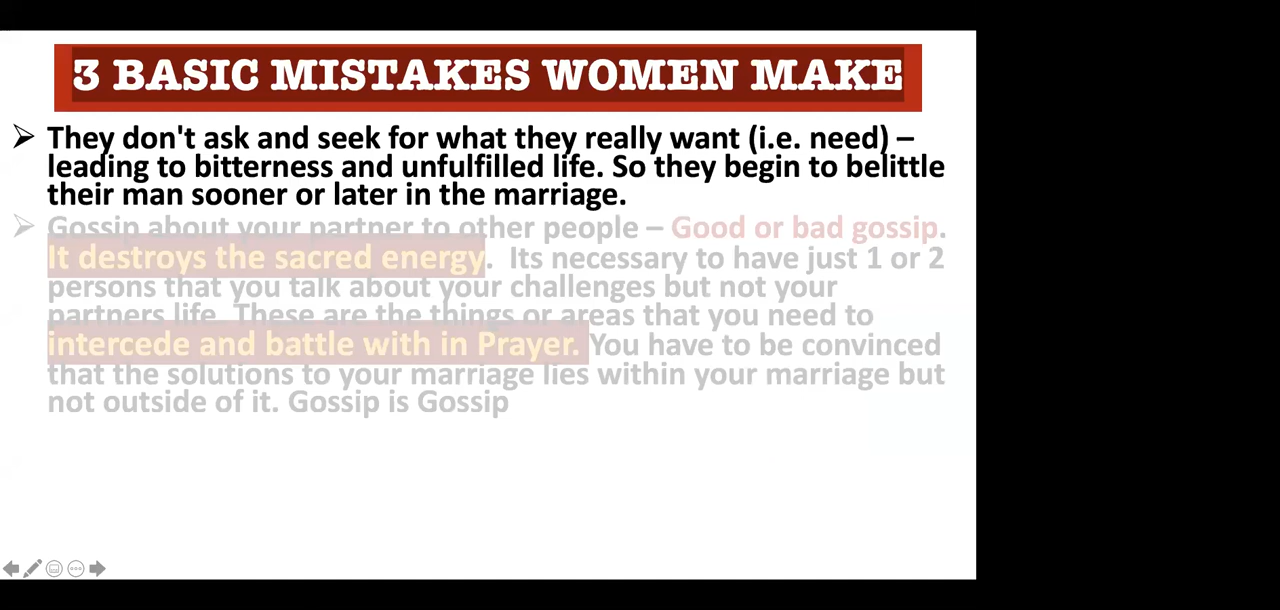 3 BASIC MISTAKES WOMEN MAKE
They don't ask and seek for what they really want (i.e. need) –
leading to bitterness and unfulfilled life. So they begin to belittle
their man sooner or later in the marriage.
Gossip about your partner to other people – Good or bad gossip.
It destroys the sacred energy. Its necessary to have just 1 or 2
persons that you talk about your challenges but not your
partners life. These are the things or areas that you need to
intercede and battle with in Prayer. You have to be convinced
that the solutions to your marriage lies within your marriage but
not outside of it. Gossip is Gossip